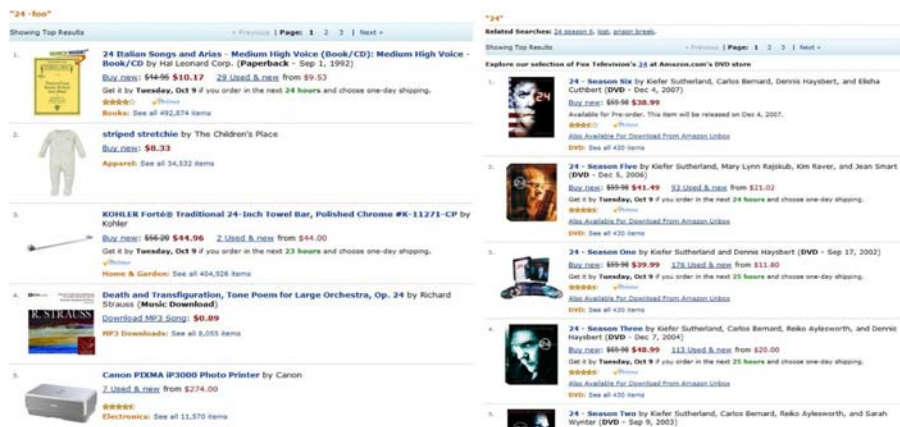 "24 -foo"
Showing Top Results
« Previous | Page: 1 2 3 | Next »
1.
24 Italian Songs and Arias - Medium High Voice (Book/CD): Medium High Voice -
Book/CD by Hal Leonard Corp. (Paperback - Sep 1, 1992)
Buy new: $14.95 $10.17 29 Used & new from $9.53
Get it by Tuesday, Oct 9 if you order in the next 24 hours and choose one-day shipping.
Prime
Books: See all 492,874 items
2.
striped stretchie by The Children's Place
Buy new: $8.33
Apparel: See all 34,532 items
3.
KOHLER Forté® Traditional 24-Inch Towel Bar, Polished Chrome #K-11271-CP by
Kohler
Buy new: $56.20 $44.96 2 Used & new from $44.00
Get it by Tuesday, Oct 9 if you order in the next 23 hours and choose one-day shipping.
Prime
Home & Garden: See all 404,926 items
4.
Death and Transfiguration, Tone Poem for Large Orchestra, Op. 24 by Richard
Strauss (Music Download)
R. STRAUSS
Download MP3 Song: $0.89
MP3 Downloads: See all 8,055 items
5.
Canon PIXMA iP3000 Photo Printer by Canon
7 Used & new from $274.00
Electronics: See all 11,570 items
"24"
Related Searches: 24 season 6, lost, prison break.
Showing Top Results
« Previous | Page: 1 2 3 | Next »
Explore our selection of Fox Television's 24 at Amazon.com's DVD store
1.
24 - Season Six by Kiefer Sutherland, Carlos Bernard, Dennis Haysbert, and Elisha
Cuthbert (DVD - Dec 4, 2007)
24
Buy new: $59.98 $38.99
Available for Pre-order. This item will be released on Dec 4, 2007.
Prime
Also Available For Download From Amazon Unbox
DVD: See all 430 items
2.
24 - Season Five by Kiefer Sutherland, Mary Lynn Rajskub, Kim Raver, and Jean Smart
(DVD - Dec 5, 2006)
24
Buy new: $59.98 $41.49 93 Used & new from $21.02
Get it by Tuesday, Oct 9 if you order in the next 24 hours and choose one-day shipping.
Prime
Also Available For Download From Amazon Unbox
DVD: See all 430 items
3.
24 - Season One by Kiefer Sutherland and Dennis Haysbert (DVD - Sep 17, 2002)
Buy new: $59.98 $39.99 176 Used & new from $11.80
Get it by Tuesday, Oct 9 if you order in the next 25 hours and choose one-day shipping.
Prime
Also Available For Download From Amazon Unbox
DVD: See all 430 items
4.
24 - Season Three by Kiefer Sutherland, Carlos Bernard, Reiko Aylesworth, and Dennis
Haysbert (DVD - Dec 7, 2004)
24
Buy new: $69.98 $48.99 113 Used & new from $20.00
Get it by Tuesday, Oct 9 if you order in the next 25 hours and choose one-day shipping.
Prime
Also Available For Download From Amazon Unbox
DVD: See all 430 items
5.
24 - Season Two by Kiefer Sutherland, Carlos Bernard, Reiko Aylesworth, and Sarah
Wynter (DVD - Sep 9, 2003)